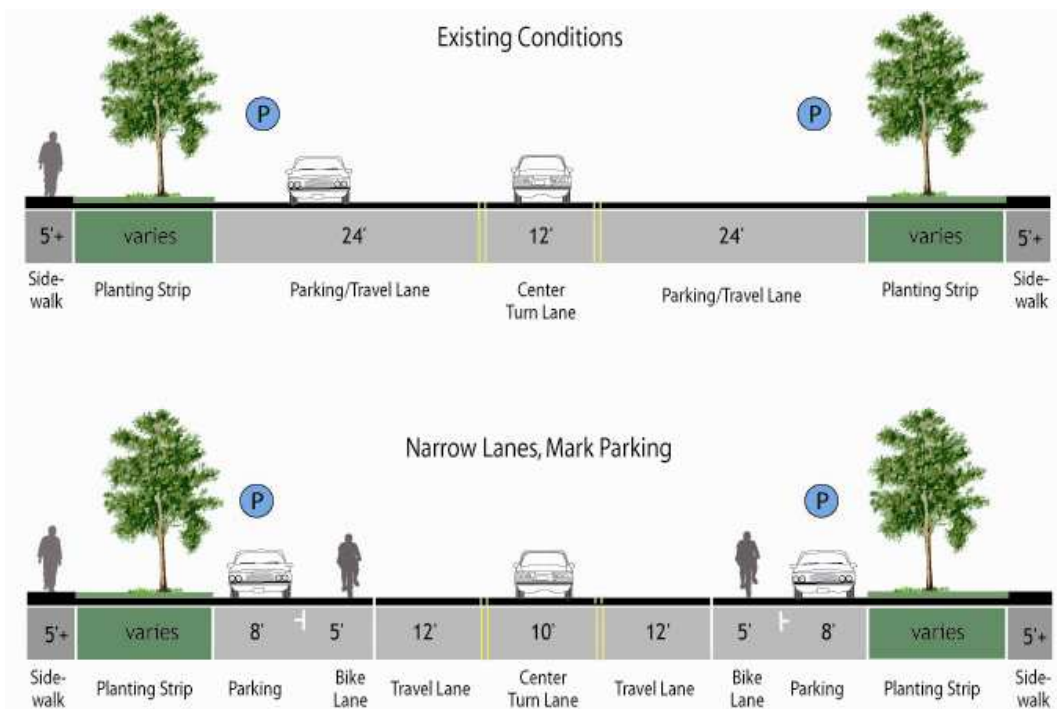 Existing Conditions
P P
5'+ varies 24' 12' 24' varies 5'+
Side-
walk
Planting Strip
Parking/Travel Lane
Center
Turn Lane
Parking/Travel Lane
Planting Strip
Side-
walk
Narrow Lanes, Mark Parking
P P
5'+ varies 8' 5' 12' 10' 12' 5' 8' varies 5'+
Side-
walk
Planting Strip
Parking
Bike
Lane
Travel Lane
Center
Turn Lane
Travel Lane
Bike
Lane
Parking
Planting Strip
Side-
walk